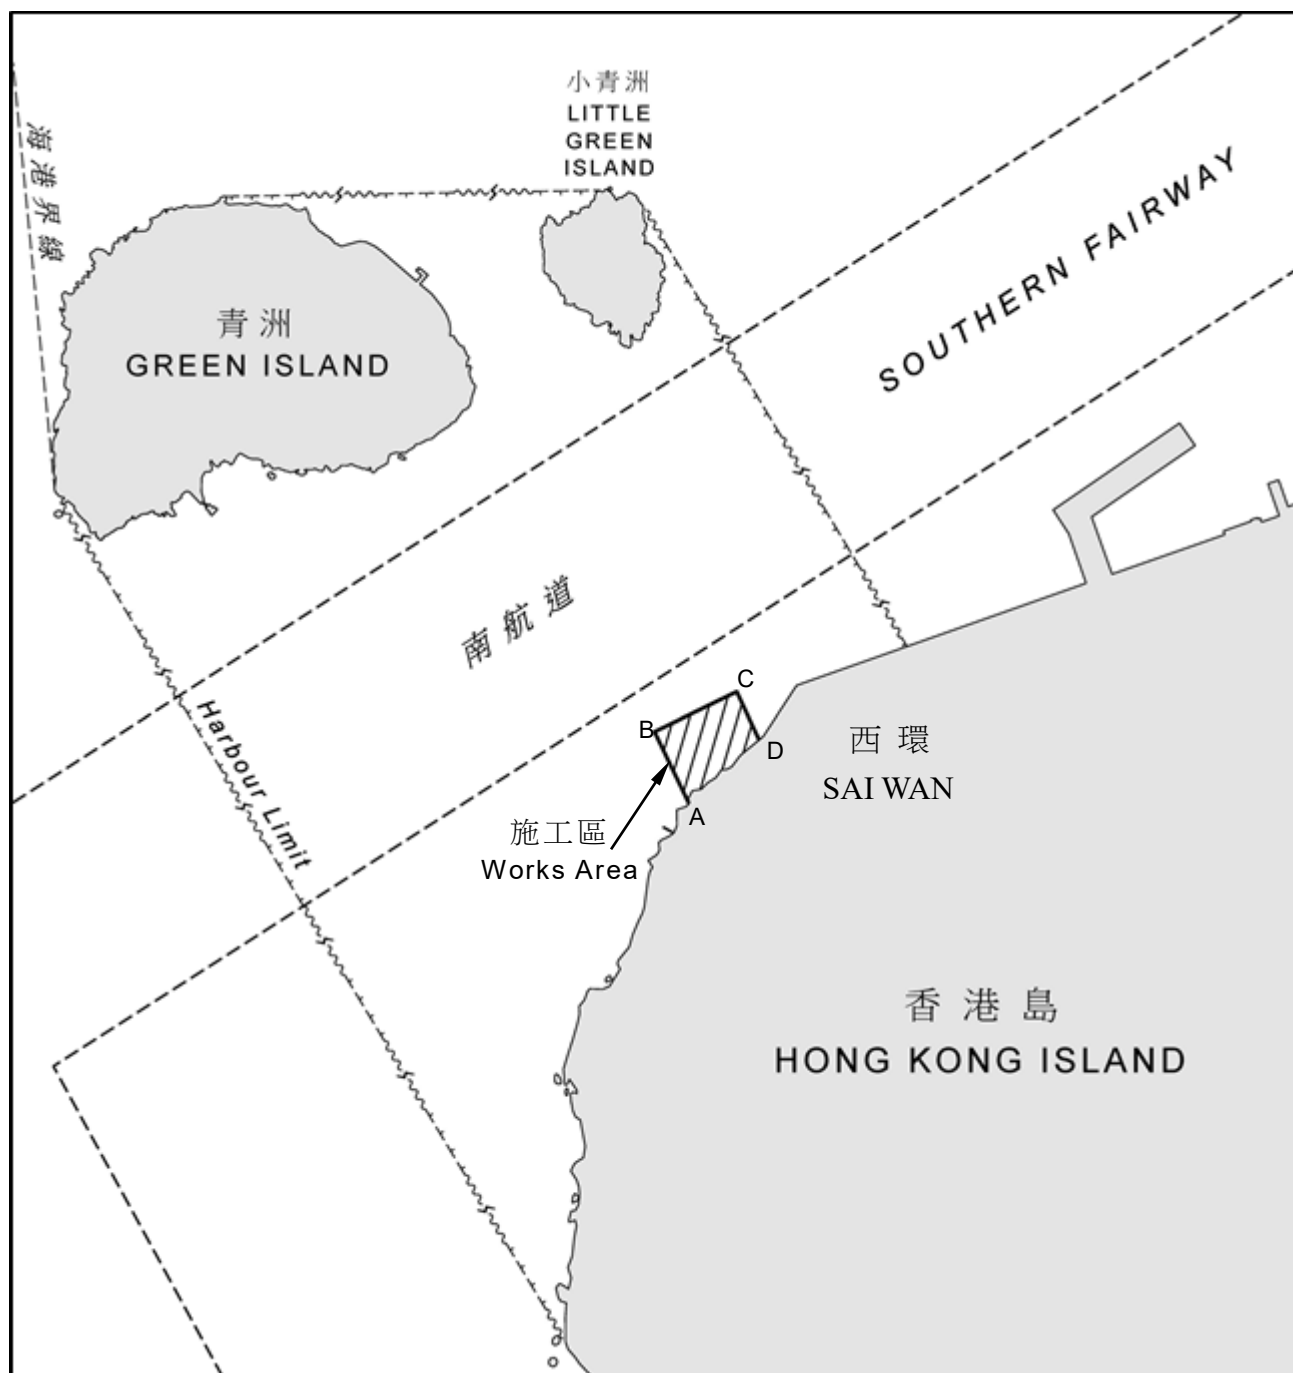 小青洲
LITTLE
GREEN
ISLAND
海港界線
SOUTHERN FAIRWAY
青洲
GREEN ISLAND
南航道
Harbour Limit
C
B
D
A
西環
SAI WAN
施工區
Works Area
香港島
HONG KONG ISLAND